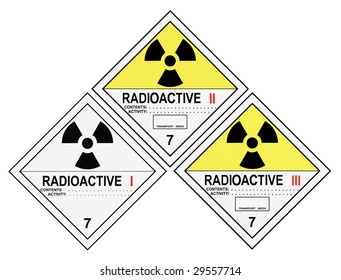 RADIOACTIVE II
CONTENTS:
ACTIVITY:
TRANSPORT INDEX
7
RADIOACTIVE I
CONTENTS
ACTIVITY:
7
RADIOACTIVE III
CONTENTS:
ACTIVITY:
TRANSPORT INDEX
7
shutterstock.com · 29557714